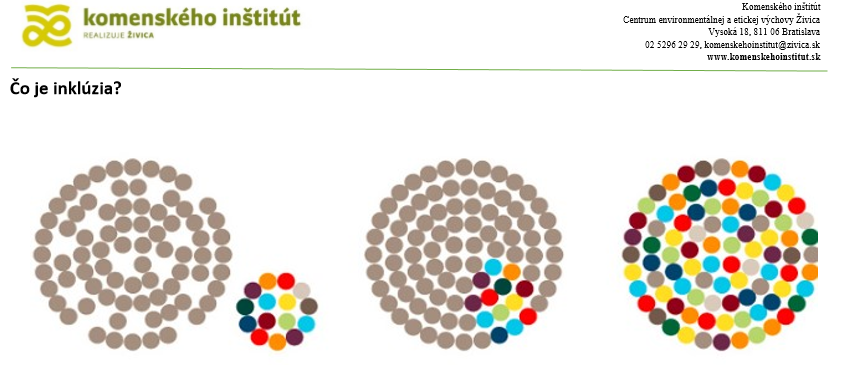 komenského inštitút
REALIZUJE ŽIVICA
Komenského inštitút
Centrum environmentálnej a etickej výchovy Živica
Vysoká 18, 811 06 Bratislava
02 5296 29 29, komenskehoinstitut@zivica.sk
www.komenskehoinstitut.sk
Čo je inklúzia?